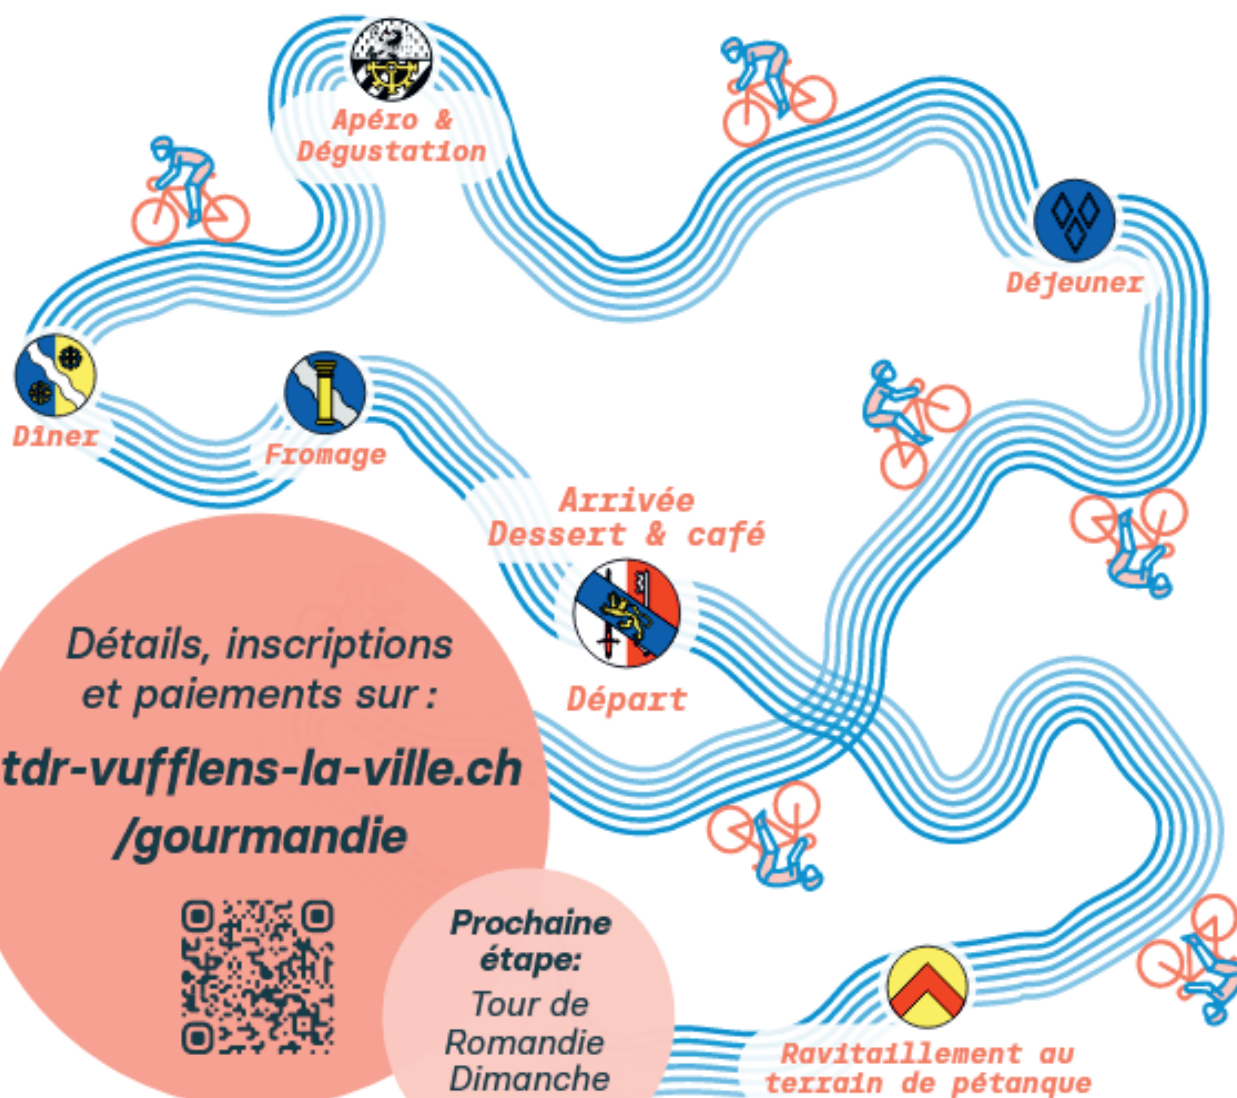 Apéro &
Dégustation
Déjeuner
Dîner
Fromage
Arrivée
Dessert & café
Départ
Détails, inscriptions
et paiements sur :
tdr-vufflens-la-ville.ch
/gourmandie
Prochaine
étape:
Tour de
Romandie
Dimanche
Ravitaillement au
terrain de pétanque